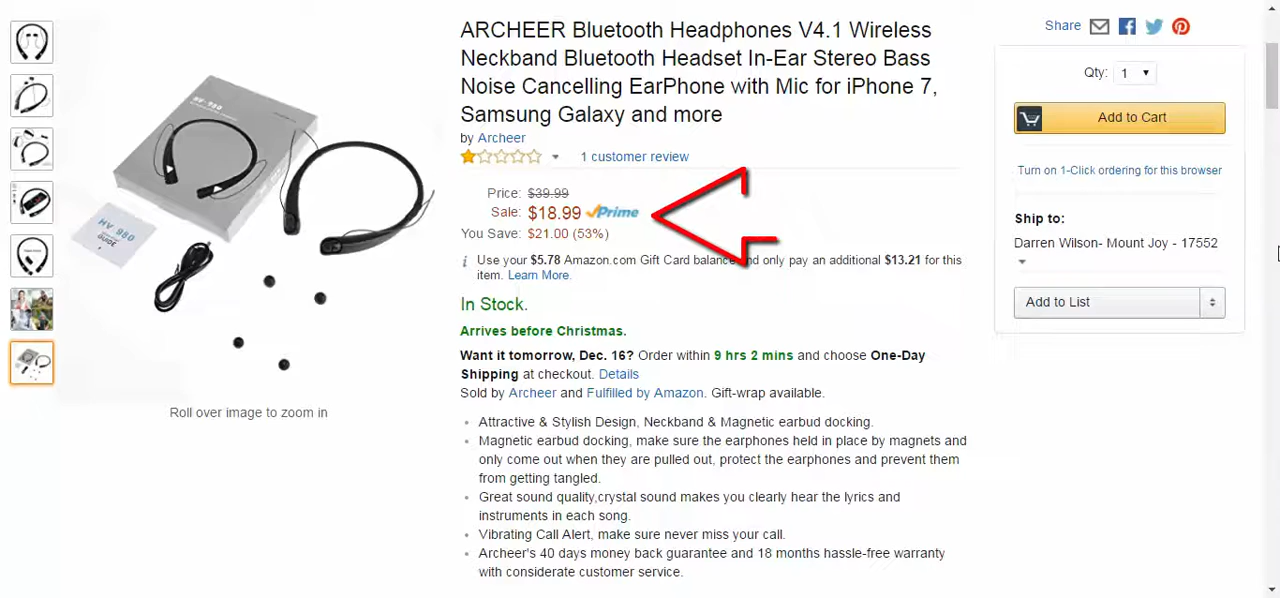 ARCHEER Bluetooth Headphones V4.1 Wireless
Neckband Bluetooth Headset In-Ear Stereo Bass
Noise Cancelling EarPhone with Mic for iPhone 7,
Samsung Galaxy and more
by Archeer
1 customer review
Price: $39.99
Sale: $18.99 Prime
You Save: $21.00 (53%)
Use your $5.78 Amazon.com Gift Card balance and only pay an additional $13.21 for this
item. Learn More.
In Stock.
Arrives before Christmas.
Want it tomorrow, Dec. 16? Order within 9 hrs 2 mins and choose One-Day
Shipping at checkout. Details
Sold by Archeer and Fulfilled by Amazon. Gift-wrap available.
Attractive & Stylish Design, Neckband & Magnetic earbud docking.
Magnetic earbud docking, make sure the earphones held in place by magnets and
only come out when they are pulled out, protect the earphones and prevent them
from getting tangled.
Great sound quality,crystal sound makes you clearly hear the lyrics and
instruments in each song.
Vibrating Call Alert, make sure never miss your call.
Archeer's 40 days money back guarantee and 18 months hassle-free warranty
with considerate customer service.
HV-980
HV 980
GUIDE
Roll over image to zoom in
Share
Qty: 1
Add to Cart
Turn on 1-Click ordering for this browser
Ship to:
Darren Wilson- Mount Joy - 17552
Add to List